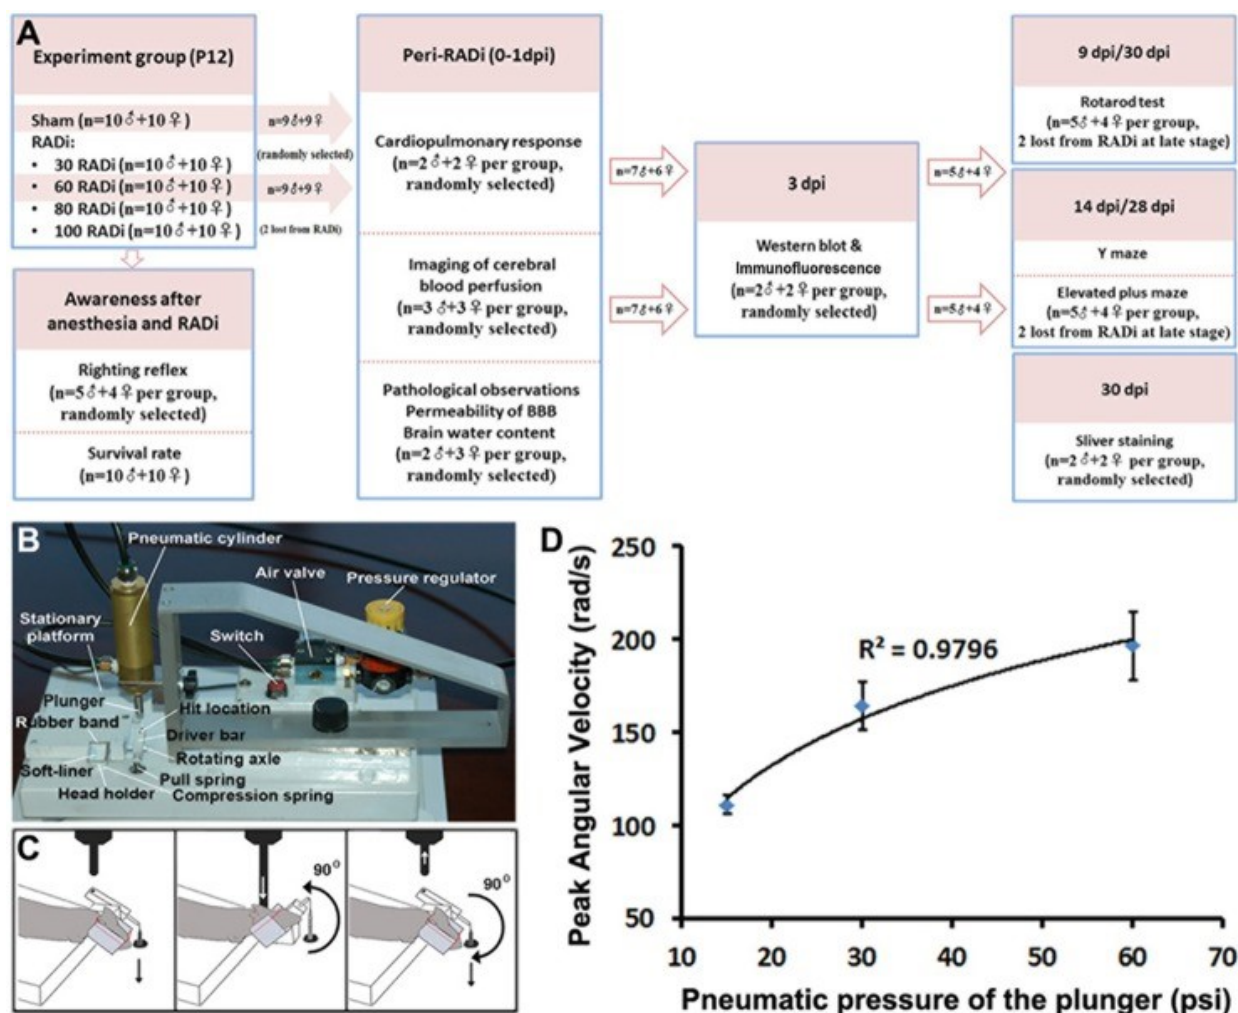 A
Experiment group (P12)
Sham (n=10♂+10♀)
RADi:
• 30 RADi (n=10♂+10♀)
• 60 RADi (n=10♂+10♀)
• 80 RADi (n=10♂+10♀)
• 100 RADi (n=10♂+10♀)
n=9♂+9♀
(randomly selected)
n=9♂+9♀
(2 lost from RADi)
Awareness after
anesthesia and RADi
Righting reflex
(n=5♂+4♀ per group,
randomly selected)
Survival rate
(n=10♂+10♀)
Peri-RADi (0-1dpi)
Cardiopulmonary response
(n=2♂+2♀ per group,
randomly selected)
Imaging of cerebral
blood perfusion
(n=3♂+3♀ per group,
randomly selected)
Pathological observations
Permeability of BBB
Brain water content
(n=2♂+3♀ per group,
randomly selected)
n=7♂+6♀
n=7♂+6♀
3 dpi
Western blot &
Immunofluorescence
(n=2♂+2♀ per group,
randomly selected)
n=5♂+4♀
n=5♂+4♀
9 dpi/30 dpi
Rotarod test
(n=5♂+4♀ per group,
2 lost from RADi at late stage)
14 dpi/28 dpi
Y maze
Elevated plus maze
(n=5♂+4♀ per group,
2 lost from RADi at late stage)
30 dpi
Sliver staining
(n=2♂+2♀ per group,
randomly selected)
B
Pneumatic cylinder
Air valve
Pressure regulator
Stationary
platform
Switch
Plunger
Hit location
Rubber band
Driver bar
Rotating axle
Soft-liner
Pull spring
Head holder
Compression spring
C
90°
90°
D
Peak Angular Velocity (rad/s)
250
200
150
100
50
R² = 0.9796
10
20
30
40
50
60
70
Pneumatic pressure of the plunger (psi)